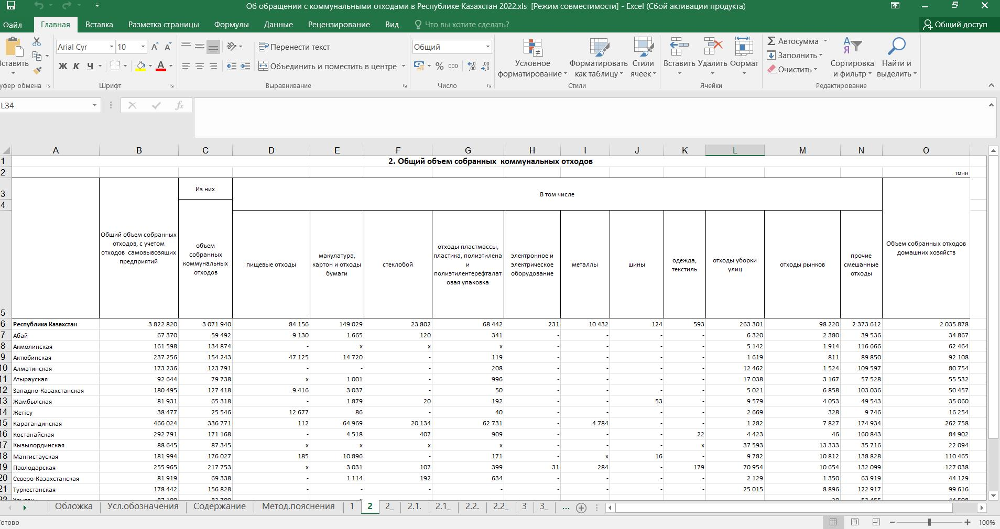 Об обращении с коммунальными отходами в Республике Казахстан 2022.xls [Режим совместимости] - Excel (Сбой активации продукта)
Файл Главная Вставка Разметка страницы Формулы Данные Рецензирование Вид Что вы хотите сделать? Общий доступ
Arial Cyr 10 Перенести текст Общий Автосумма
Заполнить
Очистить
Ж К Ч Объединить и поместить в центре % 000
Условное форматирование Форматировать как таблицу Стили ячеек Вставить Удалить Формат Сортировка и фильтр Найти и выделить
Шрифт Выравнивание Число Стили Ячейки Редактирование
L34 fx
A B C D E F G H I J K L M N O
1 2. Общий объем собранных коммунальных отходов
2 тонн
3 Из них В том числе
4
Общий объем собранных отходов, с учетом отходов самовывозящих предприятий
объем собранных коммунальных отходов
пищевые отходы
макулатура, картон и отходы бумаги
стеклобой
отходы пластмассы, пластика, полиэтилена и полиэтилентерефталатовая упаковка
электронное и электрическое оборудование
металлы
шины
одежда, текстиль
отходы уборки улиц
отходы рынков
прочие смешанные отходы
Объем собранных отходов домашних хозяйств
5
6 Республика Казахстан 3 822 820 3 071 940 84 156 149 029 23 802 68 442 231 10 432 124 593 263 301 98 220 2 373 612 2 035 878
7 Абай 67 370 59 492 9 130 1 665 120 341 - - - - 6 320 2 380 39 536 34 867
8 Акмолинская 161 598 134 874 - x x x - - - - 5 142 1 914 116 666 62 464
9 Актюбинская 237 256 154 243 47 125 14 720 - 119 - - - - 1 619 811 89 850 92 108
10 Алматинская 173 236 123 791 - - - 208 - - - - 12 462 1 524 109 597 80 754
11 Атырауская 92 644 79 738 x 1 001 - 996 - - - - 17 038 3 167 57 528 55 532
12 Западно-Казахстанская 180 495 127 418 9 416 3 037 - 50 - - - - 5 021 6 858 103 036 50 457
13 Жамбылская 81 931 65 318 - 1 879 20 192 - - 53 - 9 579 4 053 49 543 35 060
14 Жетісу 38 477 25 546 12 677 86 - 40 - - - - 2 669 328 9 746 16 254
15 Карагандинская 466 024 336 771 112 64 969 20 134 62 731 - 4 784 - - 1 282 7 827 174 934 262 758
16 Костанайская 292 791 171 168 - 4 518 407 909 - - - 22 4 423 46 160 843 84 902
17 Кызылординская 88 645 87 345 x x x x - - - x 37 593 13 333 35 716 22 094
18 Мангистауская 181 994 176 027 185 10 896 - 171 - x 16 - 9 782 10 812 138 828 110 465
19 Павлодарская 255 965 217 753 x 3 031 107 399 31 284 - 179 70 954 10 654 132 099 127 038
20 Северо-Казахстанская 81 919 69 338 - 1 114 192 634 - - - - 2 129 1 350 63 919 44 129
21 Туркестанская 178 442 156 828 - - - - - - - - 25 015 8 896 122 917 99 616
Обложка Усл.обозначения Содержание Метод.пояснения 1 2 2_ 2.1. 2.1_ 2.2. 2.2_ 3 3_ ...
100%